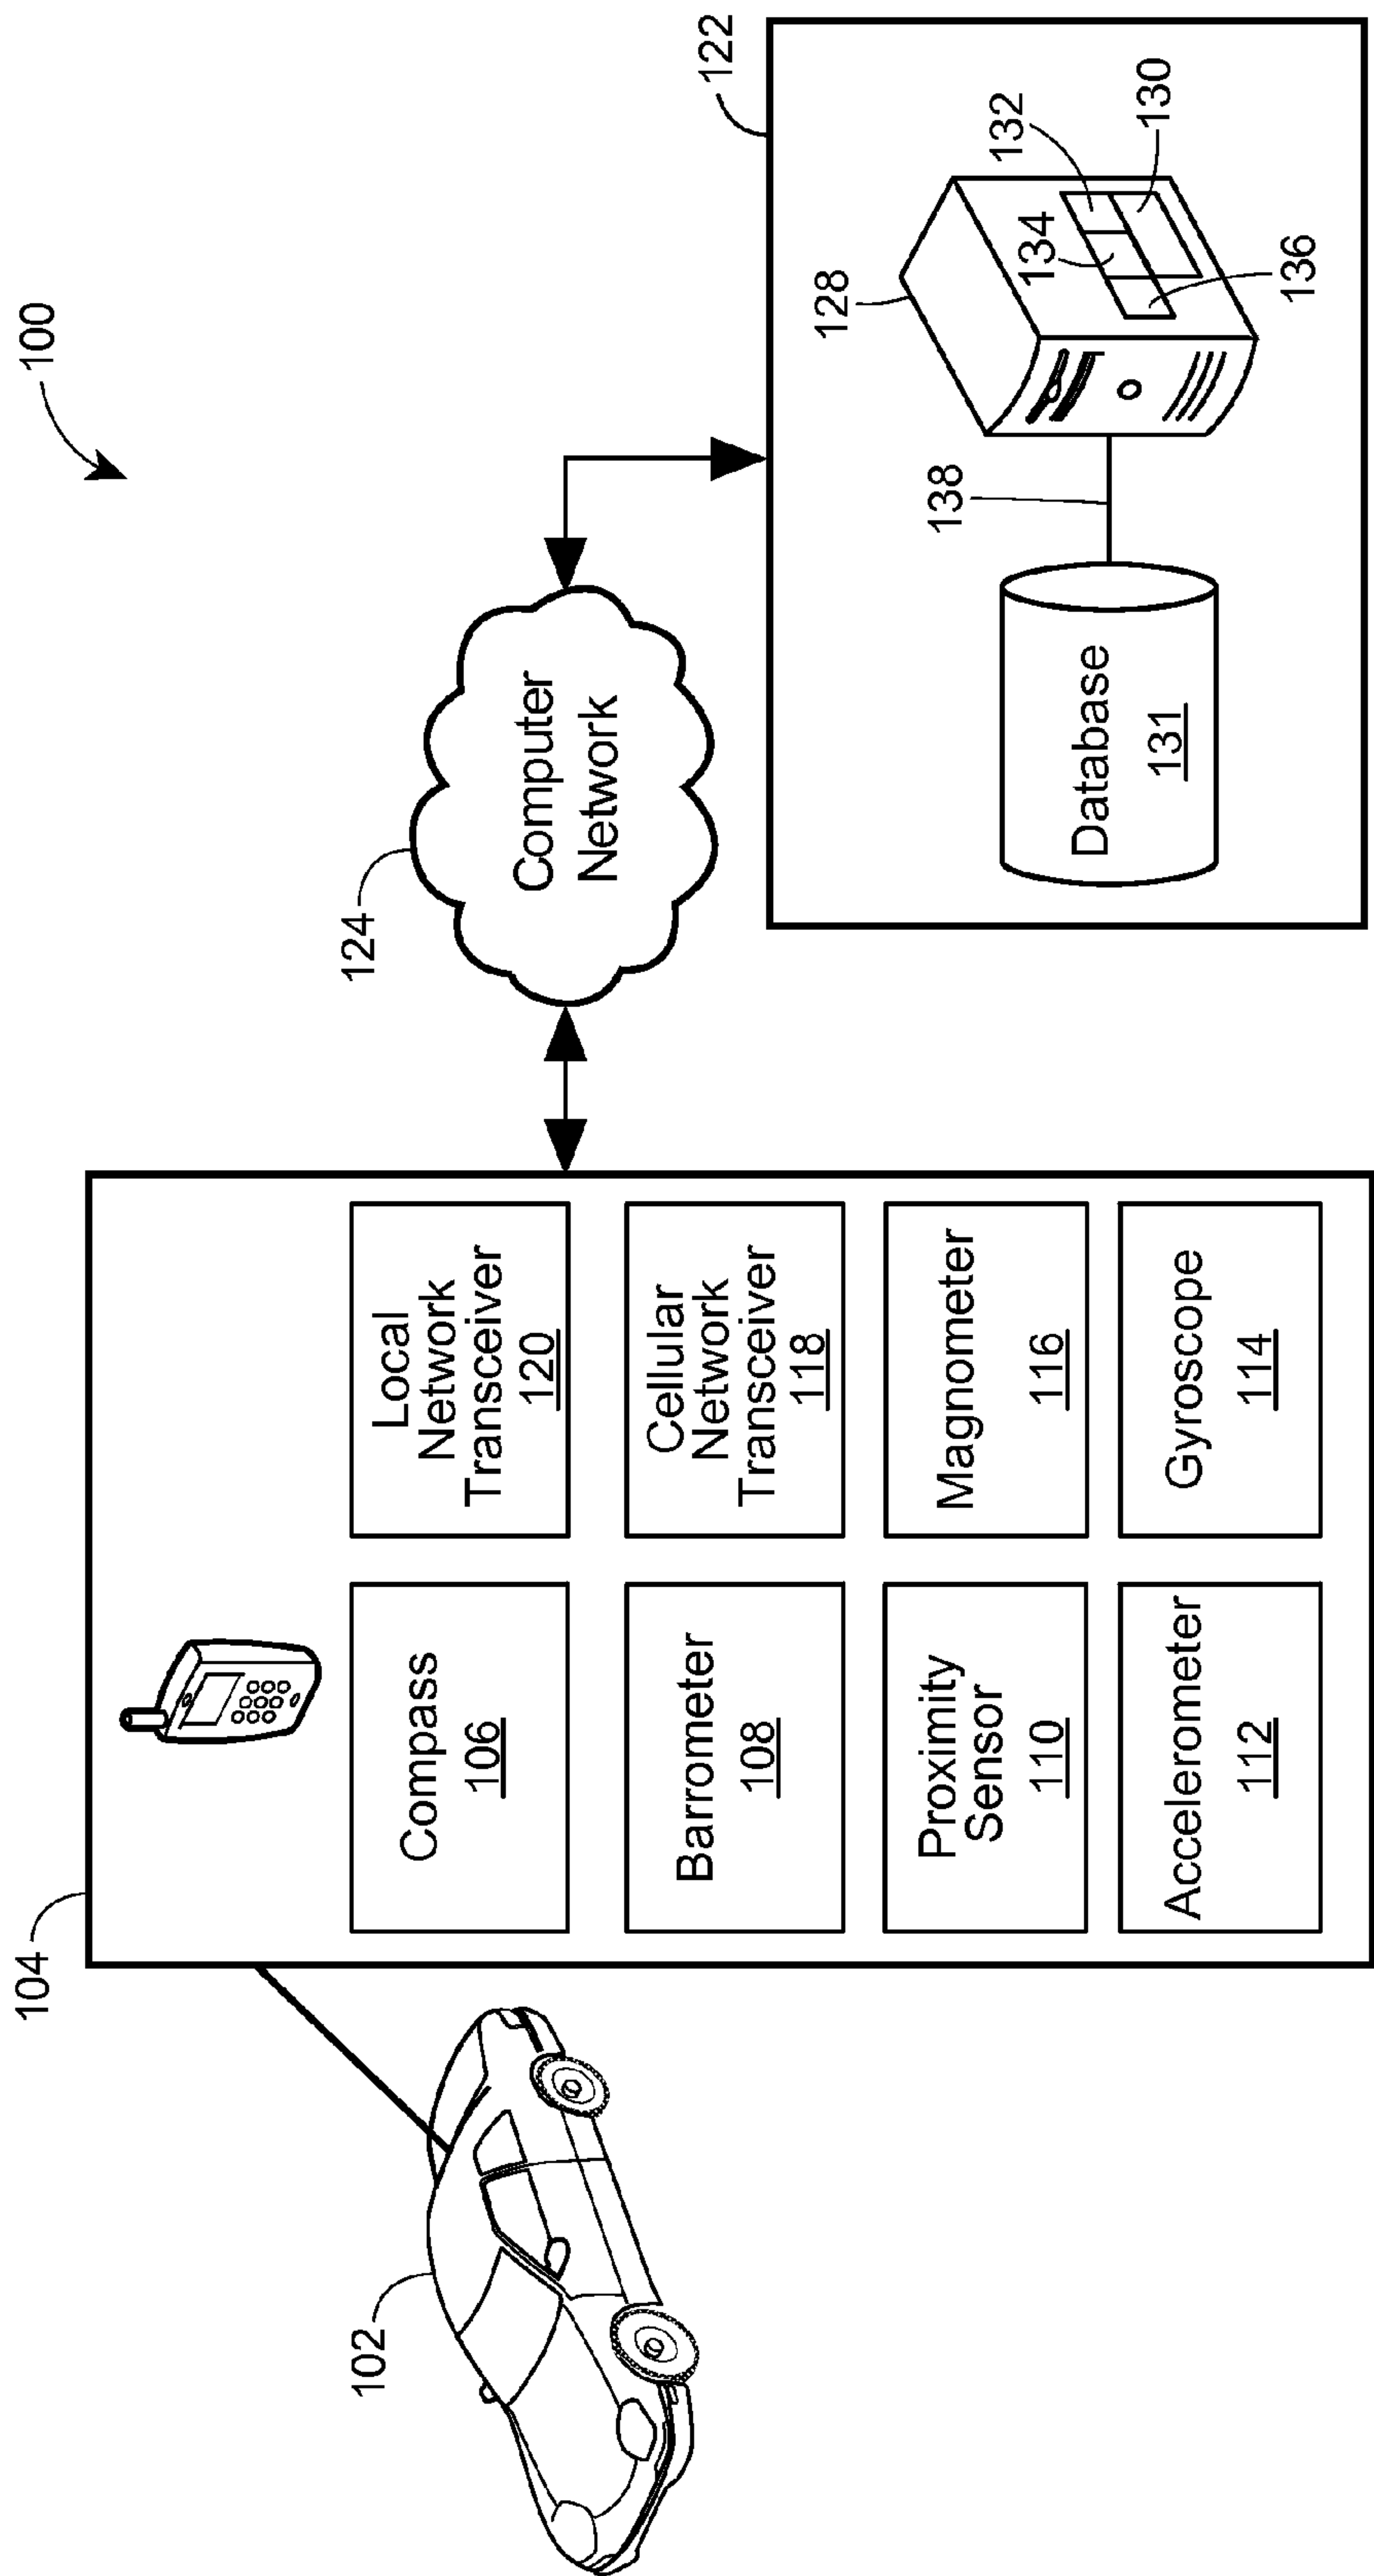 100
104
102
Compass
106
Local
Network
Transceiver
120
Barrometer
108
Cellular
Network
Transceiver
118
Proximity
Sensor
110
Magnometer
116
Accelerometer
112
Gyroscope
114
124
Computer
Network
122
128
132
134
130
136
138
Database
131